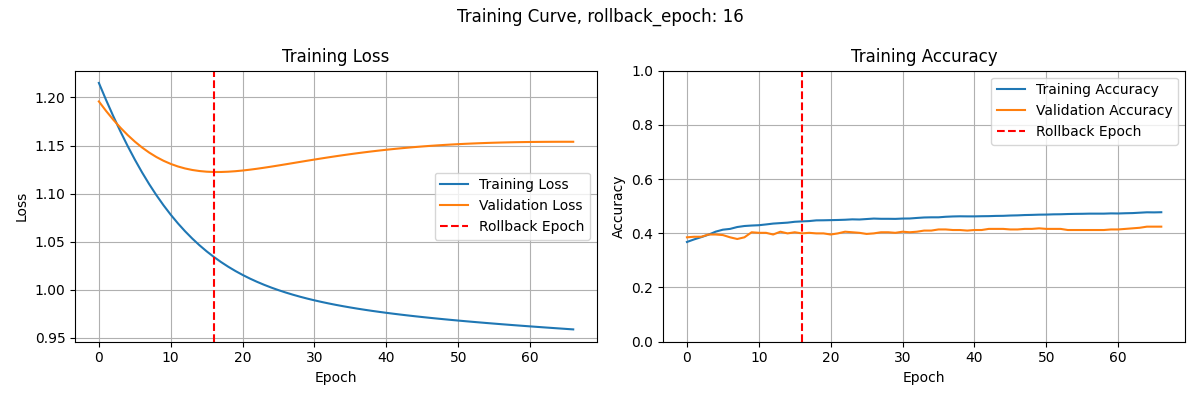 Training Curve, rollback_epoch: 16
Training Loss
1.20
1.15
1.10
1.05
1.00
0.95
Loss
0 10 20 30 40 50 60
Epoch
Training Loss
Validation Loss
Rollback Epoch
Training Accuracy
1.0
0.8
0.6
0.4
0.2
0.0
Accuracy
0 10 20 30 40 50 60
Epoch
Training Accuracy
Validation Accuracy
Rollback Epoch